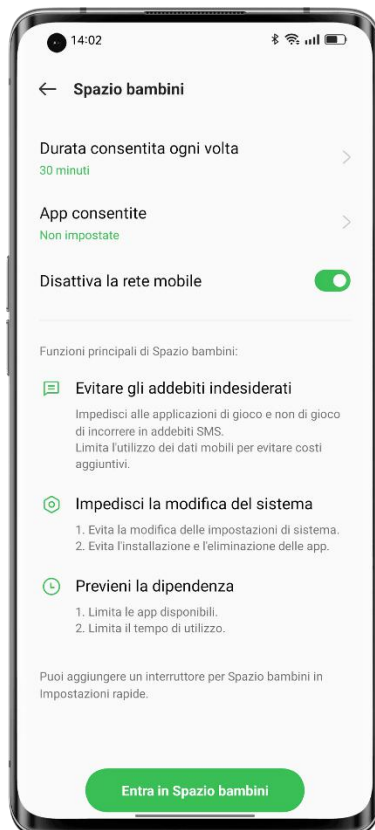 14:02
Spazio bambini
Durata consentita ogni volta
30 minuti
App consentite
Non impostate
Disattiva la rete mobile
Funzioni principali di Spazio bambini:
Evitare gli addebiti indesiderati
Impedisci alle applicazioni di gioco e non di gioco
di incorrere in addebiti SMS.
Limita l'utilizzo dei dati mobili per evitare costi
aggiuntivi.
Impedisci la modifica del sistema
1. Evita la modifica delle impostazioni di sistema.
2. Evita l'installazione e l'eliminazione delle app.
Previeni la dipendenza
1. Limita le app disponibili.
2. Limita il tempo di utilizzo.
Puoi aggiungere un interruttore per Spazio bambini in
Impostazioni rapide.
Entra in Spazio bambini